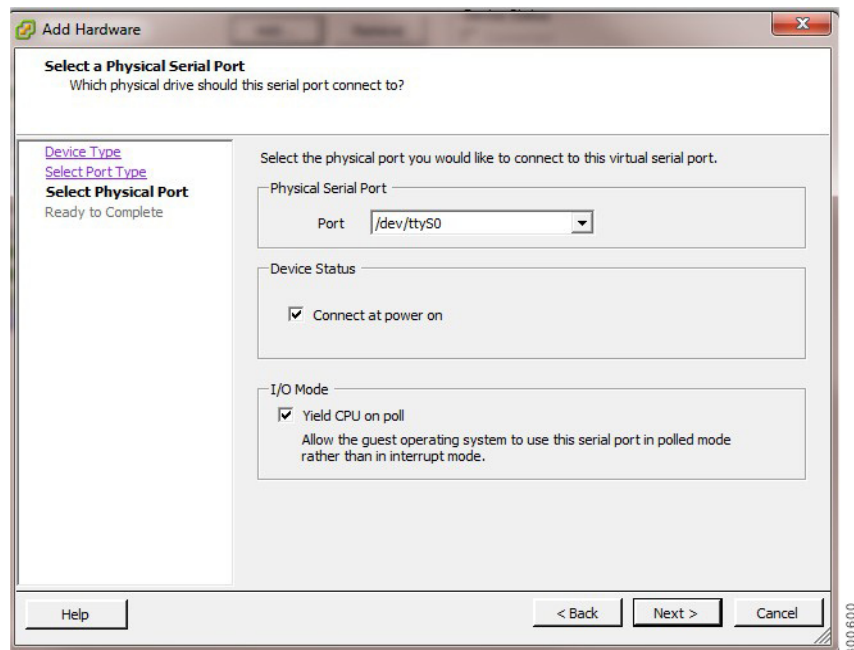 Add Hardware
Select a Physical Serial Port
Which physical drive should this serial port connect to?
Device Type
Select Port Type
Select Physical Port
Ready to Complete
Select the physical port you would like to connect to this virtual serial port.
Physical Serial Port
Port /dev/ttyS0
Device Status
Connect at power on
I/O Mode
Yield CPU on poll
Allow the guest operating system to use this serial port in polled mode
rather than in interrupt mode.
Help
< Back
Next >
Cancel